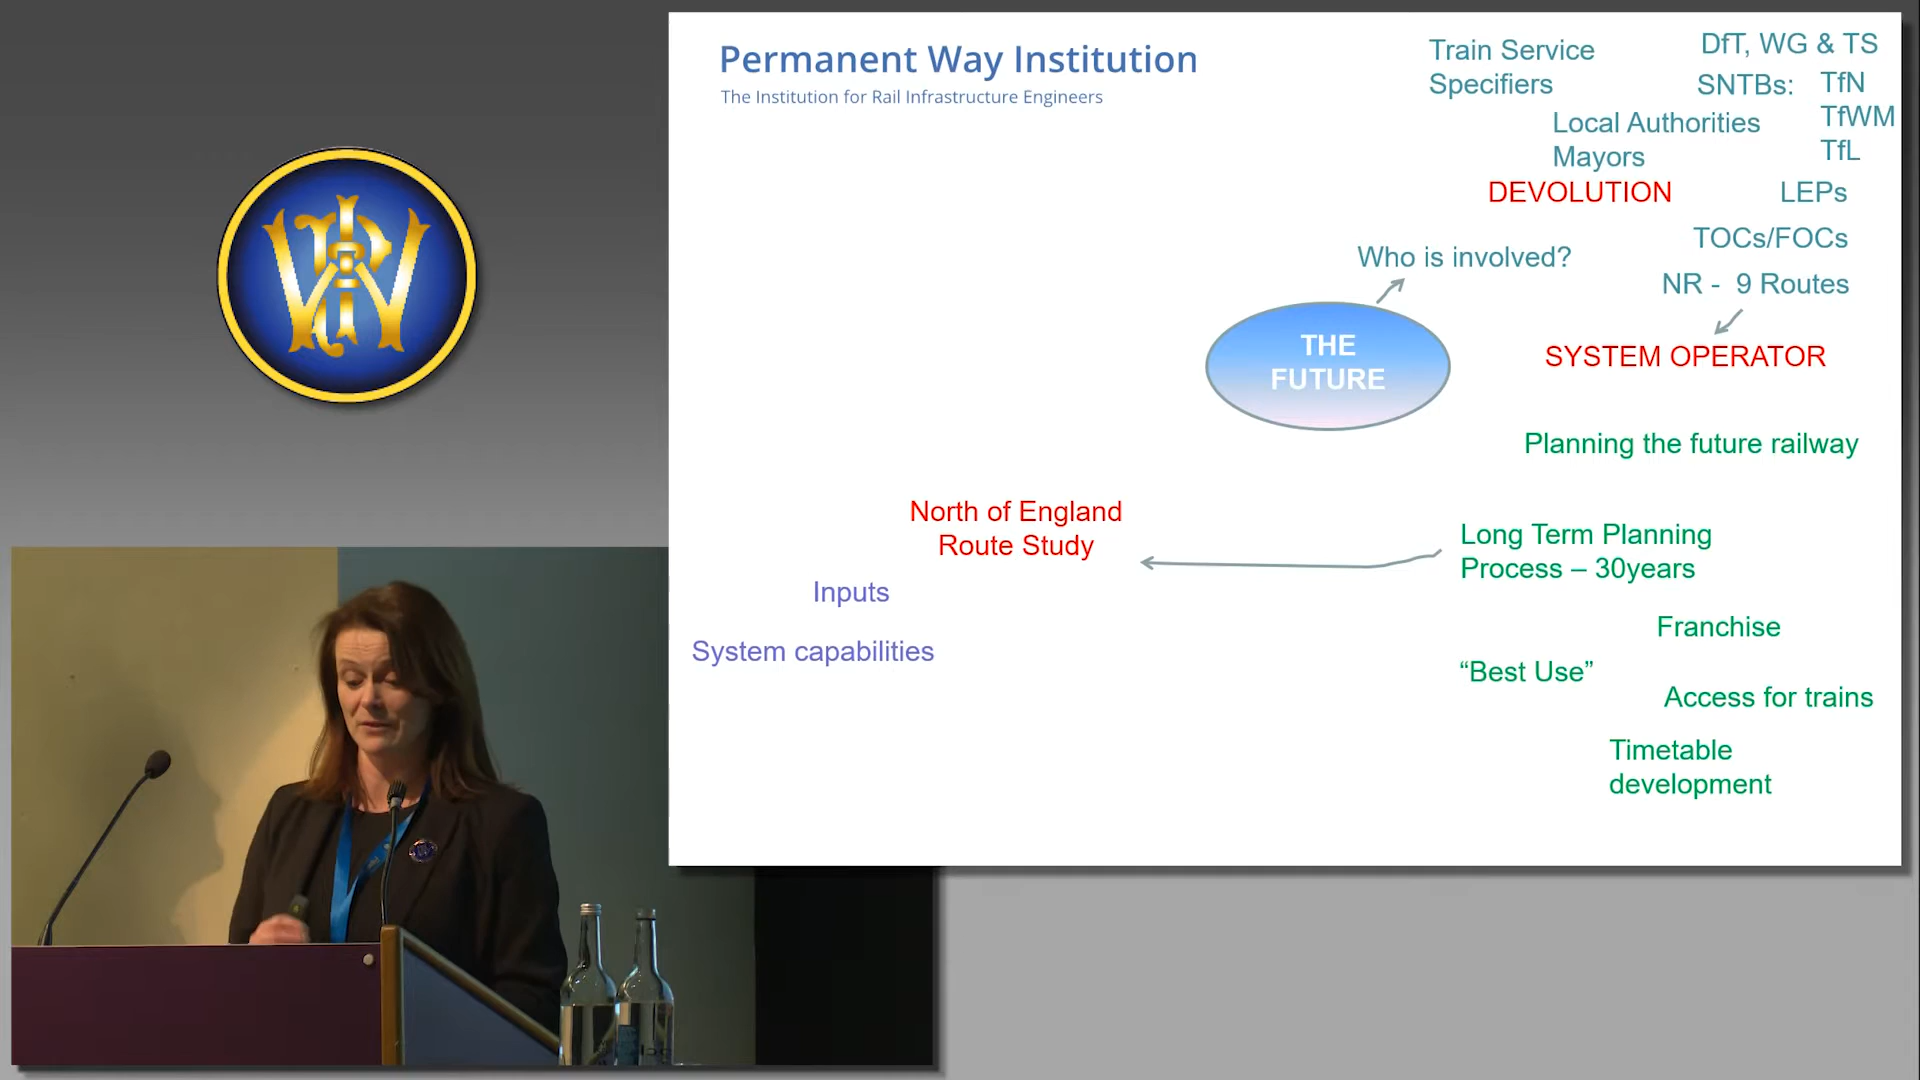 Permanent Way Institution
The Institution for Rail Infrastructure Engineers
Train Service
Specifiers
DfT, WG & TS
SNTBs:
TfN
TfWM
TfL
Local Authorities
Mayors
DEVOLUTION
LEPs
TOCs/FOCs
Who is involved?
NR - 9 Routes
THE
FUTURE
SYSTEM OPERATOR
Planning the future railway
North of England
Route Study
Long Term Planning
Process – 30years
Inputs
System capabilities
Franchise
“Best Use”
Access for trains
Timetable
development